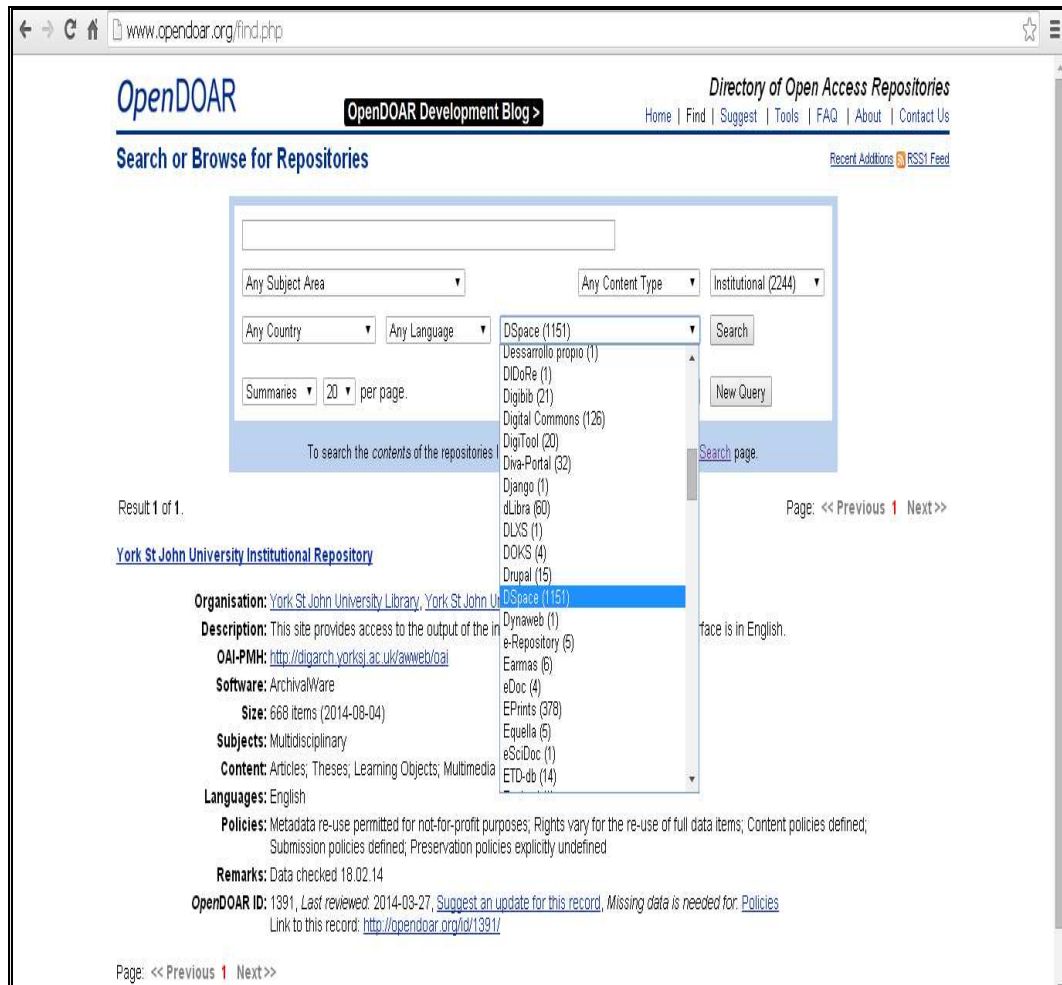 www.opendoar.org/find.php
OpenDOAR
OpenDOAR Development Blog >
Directory of Open Access Repositories
Home | Find | Suggest | Tools | FAQ | About | Contact Us
Search or Browse for Repositories
Recent Additions RSS1 Feed
Any Subject Area
Any Content Type
Institutional (2244)
Any Country
Any Language
DSpace (1151)
Search
Dessarrollo propio (1)
DIDoRe (1)
Digibib (21)
Digital Commons (126)
DigiTool (20)
Diva-Portal (32)
Django (1)
dLibra (60)
DLXS (1)
DOKS (4)
Drupal (15)
DSpace (1151)
Dynaweb (1)
e-Repository (5)
Earmas (6)
eDoc (4)
EPrints (378)
Equella (5)
eSciDoc (1)
ETD-db (14)
Summaries 20 per page.
New Query
To search the contents of the repositories Search page.
Result 1 of 1.
Page: << Previous 1 Next >>
York St John University Institutional Repository
Organisation: York St John University Library, York St John
Description: This site provides access to the output of the in face is in English.
OAI-PMH: http://digarch.yorksj.ac.uk/awweb/oai
Software: ArchivalWare
Size: 668 items (2014-08-04)
Subjects: Multidisciplinary
Content: Articles; Theses; Learning Objects; Multimedia
Languages: English
Policies: Metadata re-use permitted for not-for-profit purposes; Rights vary for the re-use of full data items; Content policies defined;
Submission policies defined; Preservation policies explicitly undefined
Remarks: Data checked 18.02.14
OpenDOAR ID: 1391, Last reviewed: 2014-03-27, Suggest an update for this record, Missing data is needed for: Policies
Link to this record: http://opendoar.org/id/1391/
Page: << Previous 1 Next >>